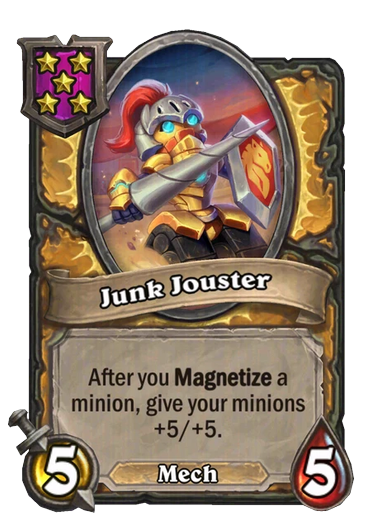 Junk Jouster
After you Magnetize a
minion, give your minions
+5/+5.
5
Mech
5